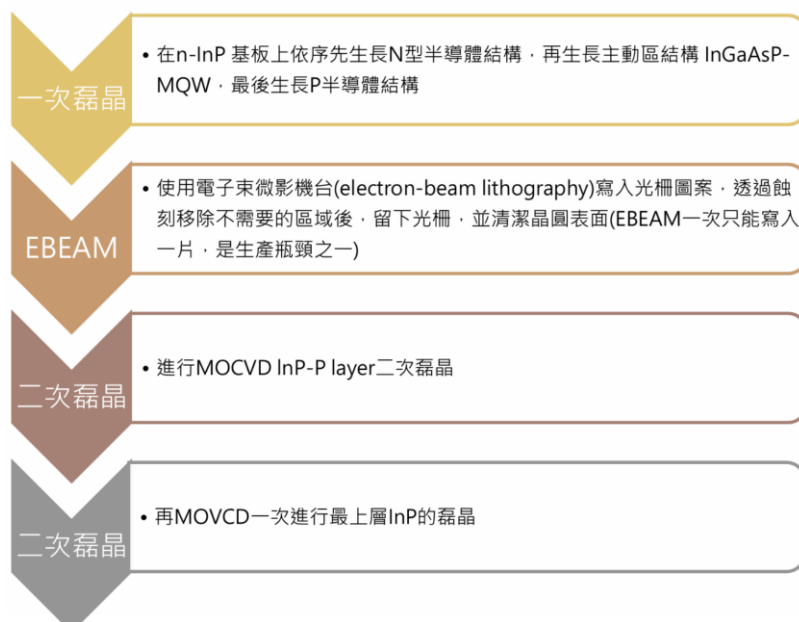 一次磊晶
• 在n-InP 基板上依序先生長N型半導體結構，再生長主動區結構 InGaAsP-
MQW，最後生長P半導體結構
EBEAM
• 使用電子束微影機台(electron-beam lithography)寫入光柵圖案，透過蝕
刻移除不需要的區域後，留下光柵，並清潔晶圓表面(EBEAM一次只能寫入
一片，是生產瓶頸之一)
二次磊晶
• 進行MOCVD InP-P layer二次磊晶
二次磊晶
• 再MOVCD一次進行最上層InP的磊晶